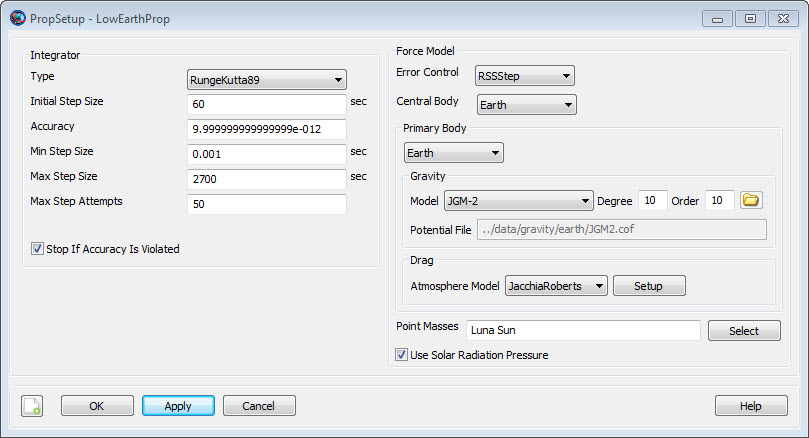 PropSetup - LowEarthProp
Integrator
Type RungeKutta89
Initial Step Size 60 sec
Accuracy 9.999999999999999e-012
Min Step Size 0.001 sec
Max Step Size 2700 sec
Max Step Attempts 50
Stop If Accuracy Is Violated
Force Model
Error Control RSSStep
Central Body Earth
Primary Body
Earth
Gravity
Model JGM-2 Degree 10 Order 10
Potential File ../data/gravity/earth/JGM2.cof
Drag
Atmosphere Model JacchiaRoberts Setup
Point Masses Luna Sun Select
Use Solar Radiation Pressure
OK Apply Cancel Help